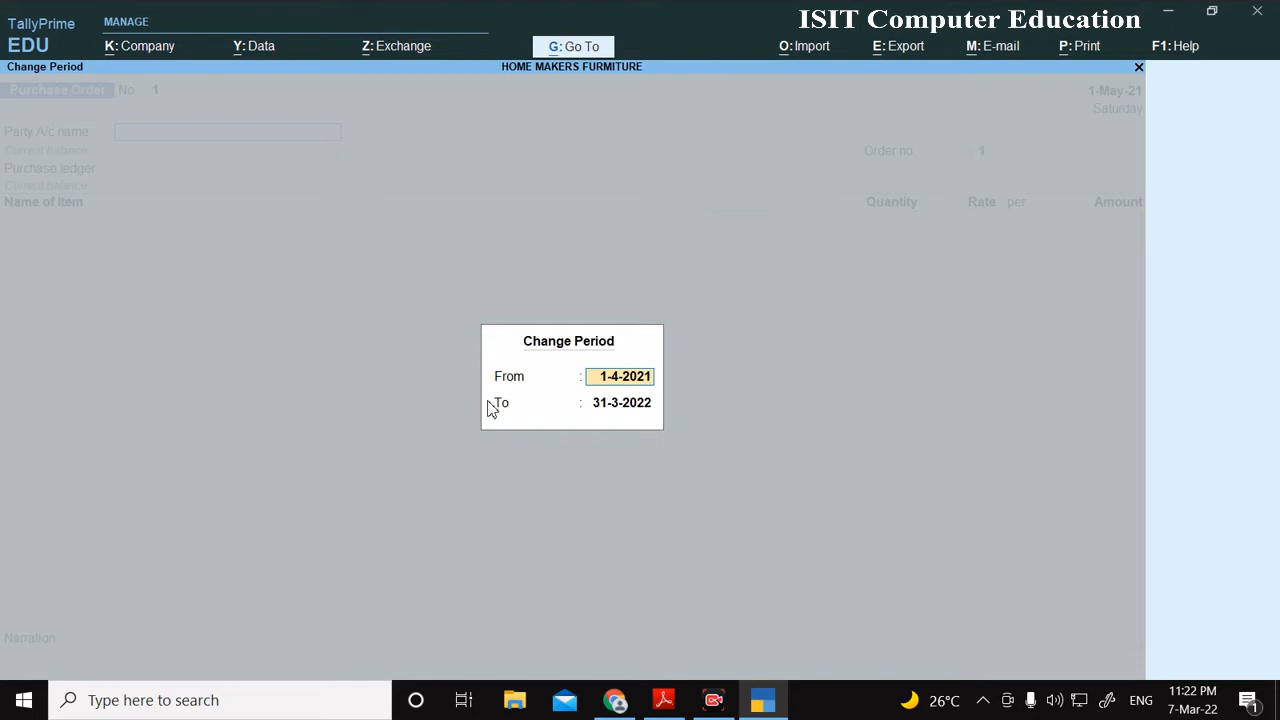 ISIT Computer Education
TallyPrime
EDU
MANAGE
K: Company
Y: Data
Z: Exchange
G: Go To
O: Import
E: Export
M: E-mail
P: Print
F1: Help
Change Period
HOME MAKERS FURMITURE
Purchase Order No. 1
1-May-21
Saturday
Party A/c name
Current balance
Order no. : 1
Purchase ledger
Current balance
Name of Item
Quantity
Rate per
Amount
Change Period
From : 1-4-2021
To : 31-3-2022
Narration
Type here to search
26°C
ENG
11:22 PM
7-Mar-22
1